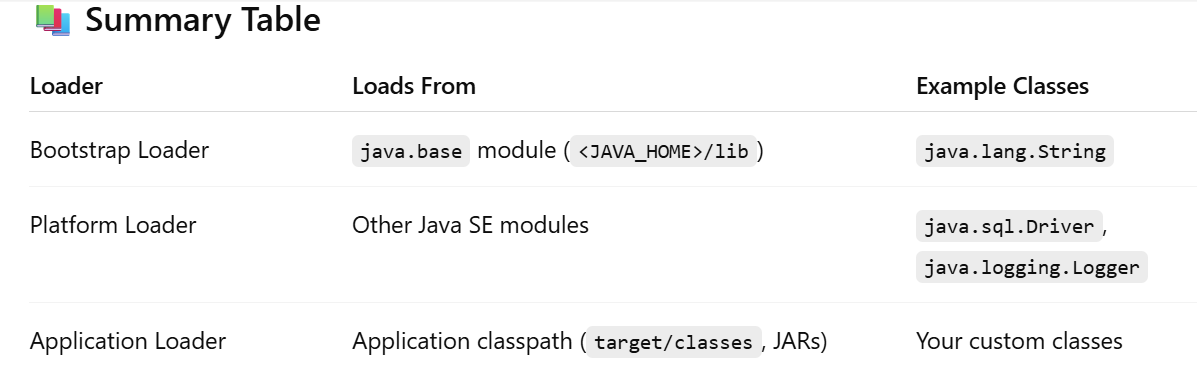 Summary Table
Loader Loads From Example Classes
Bootstrap Loader java.base module (<JAVA_HOME>/lib) java.lang.String
Platform Loader Other Java SE modules java.sql.Driver,
java.logging.Logger
Application Loader Application classpath (target/classes, JARs) Your custom classes